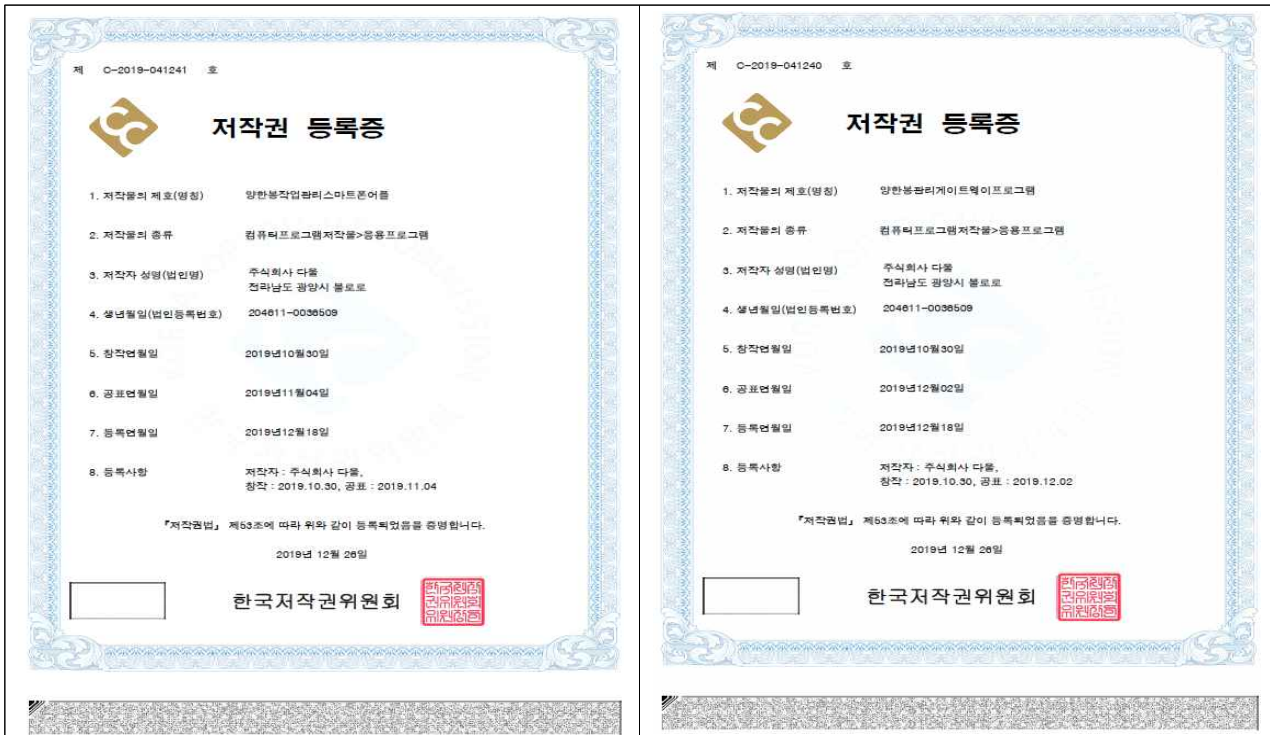 제 C-2019-041241 호
저작권 등록증
1. 저작물의 제호(명칭) 양한봉작업관리스마트폰어플
2. 저작물의 종류 컴퓨터프로그램저작물>응용프로그램
3. 저작자 성명(법인명) 주식회사 다울
전라남도 광양시 불로로
4. 생년월일(법인등록번호) 204611-0036509
5. 창작연월일 2019년10월30일
6. 공표연월일 2019년11월04일
7. 등록연월일 2019년12월18일
8. 등록사항 저작자 : 주식회사 다울,
창작 : 2019.10.30, 공표 : 2019.11.04
『저작권법』 제53조에 따라 위와 같이 등록되었음을 증명합니다.
2019년 12월 26일
한국저작권위원회
제 C-2019-041240 호
저작권 등록증
1. 저작물의 제호(명칭) 양한봉관리게이트웨이프로그램
2. 저작물의 종류 컴퓨터프로그램저작물>응용프로그램
3. 저작자 성명(법인명) 주식회사 다울
전라남도 광양시 불로로
4. 생년월일(법인등록번호) 204611-0036509
5. 창작연월일 2019년10월30일
6. 공표연월일 2019년12월02일
7. 등록연월일 2019년12월18일
8. 등록사항 저작자 : 주식회사 다울,
창작 : 2019.10.30, 공표 : 2019.12.02
『저작권법』 제53조에 따라 위와 같이 등록되었음을 증명합니다.
2019년 12월 26일
한국저작권위원회